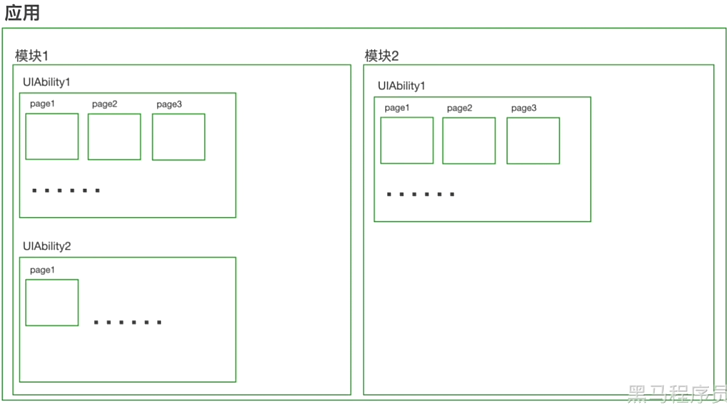 应用
模块1
UIAbility1
page1
page2
page3
UIAbility2
page1
模块2
UIAbility1
page1
page2
page3
黑马程序员